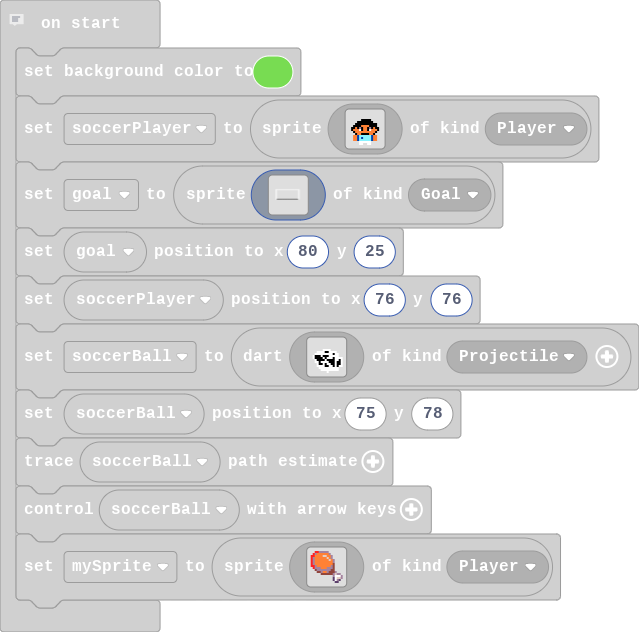 on start
set background color to
set soccerPlayer to sprite of kind Player
set goal to sprite of kind Goal
set goal position to x 80 y 25
set soccerPlayer position to x 76 y 76
set soccerBall to dart of kind Projectile
set soccerBall position to x 75 y 78
trace soccerBall path estimate
control soccerBall with arrow keys
set mySprite to sprite of kind Player